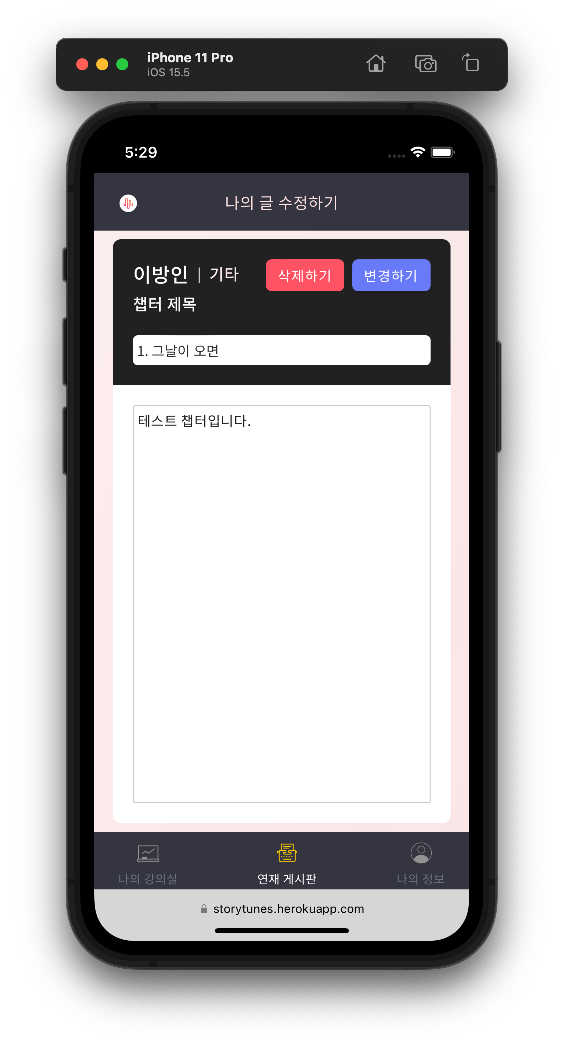 iPhone 11 Pro
iOS 15.5
5:29
나의 글 수정하기
이방인 | 기타 삭제하기 변경하기
챕터 제목
1. 그날이 오면
테스트 챕터입니다.
나의 강의실 연재 게시판 나의 정보
storytunes.herokuapp.com